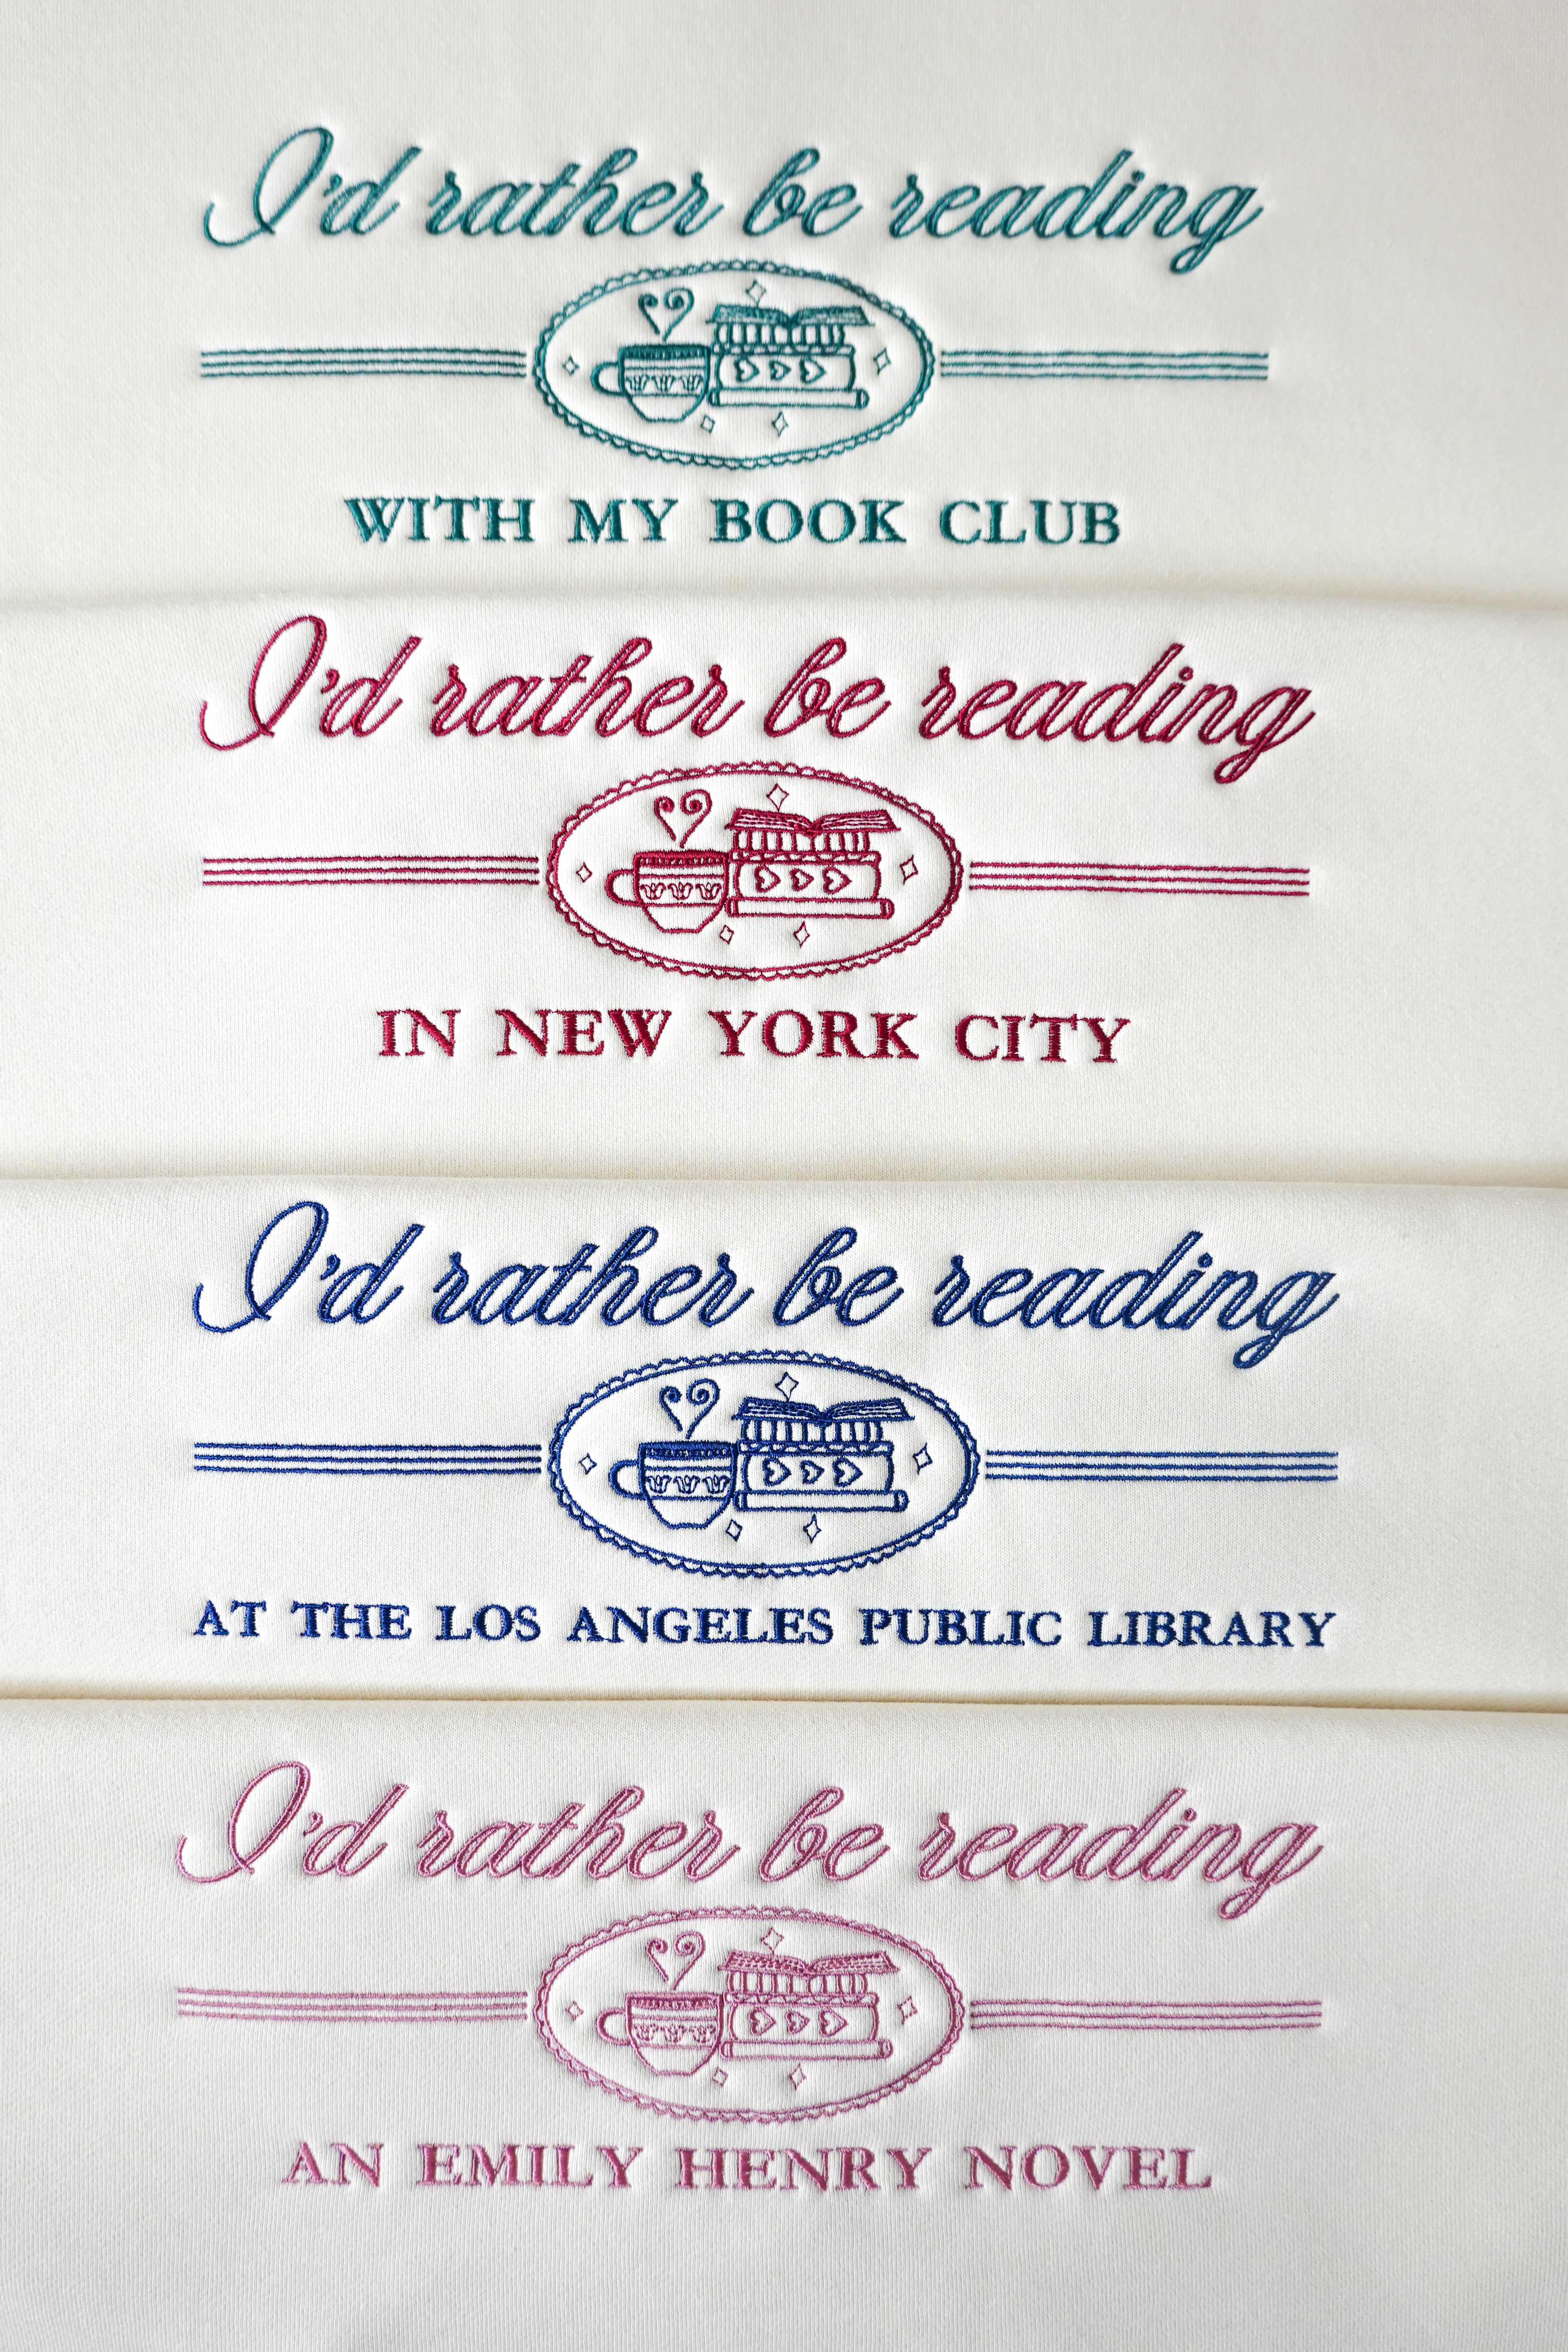 I'd rather be reading
WITH MY BOOK CLUB
I'd rather be reading
IN NEW YORK CITY
I'd rather be reading
AT THE LOS ANGELES PUBLIC LIBRARY
I'd rather be reading
AN EMILY HENRY NOVEL